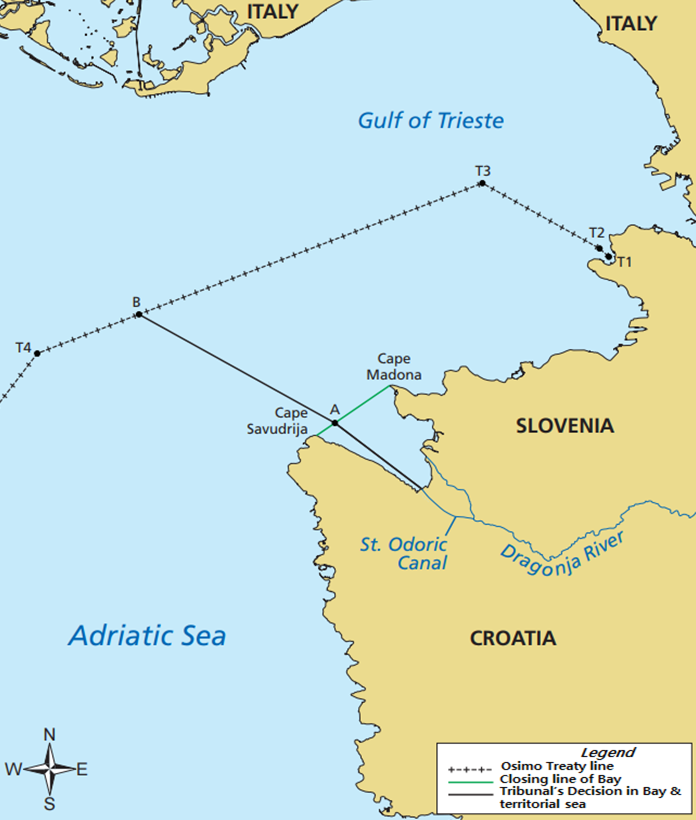 ITALY
ITALY
Gulf of Trieste
T3
T2
T1
B
T4
Cape
Madona
A
Cape
Savudrija
SLOVENIA
St. Odoric
Canal
Dragonja River
Adriatic Sea
CROATIA
N
W
E
S
Legend
Osimo Treaty line
Closing line of Bay
Tribunal's Decision in Bay &
territorial sea